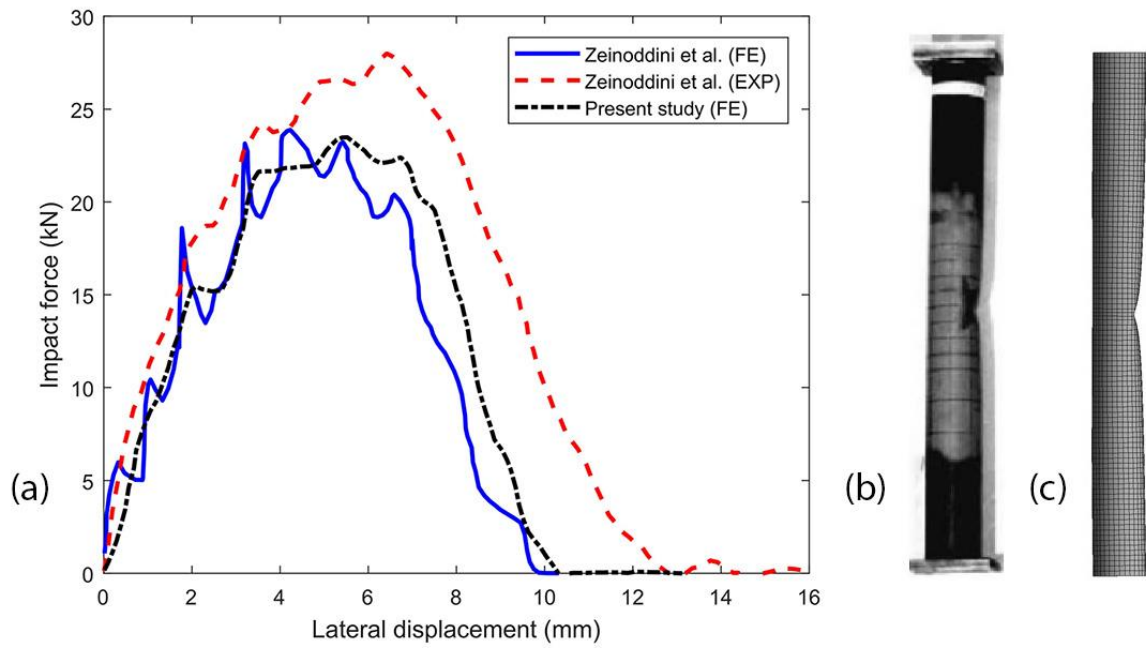 30
25
20
15
10
5
0
Impact force (kN)
Zeinoddini et al. (FE)
Zeinoddini et al. (EXP)
Present study (FE)
0 2 4 6 8 10 12 14 16
Lateral displacement (mm)
(a)
(b)
(c)